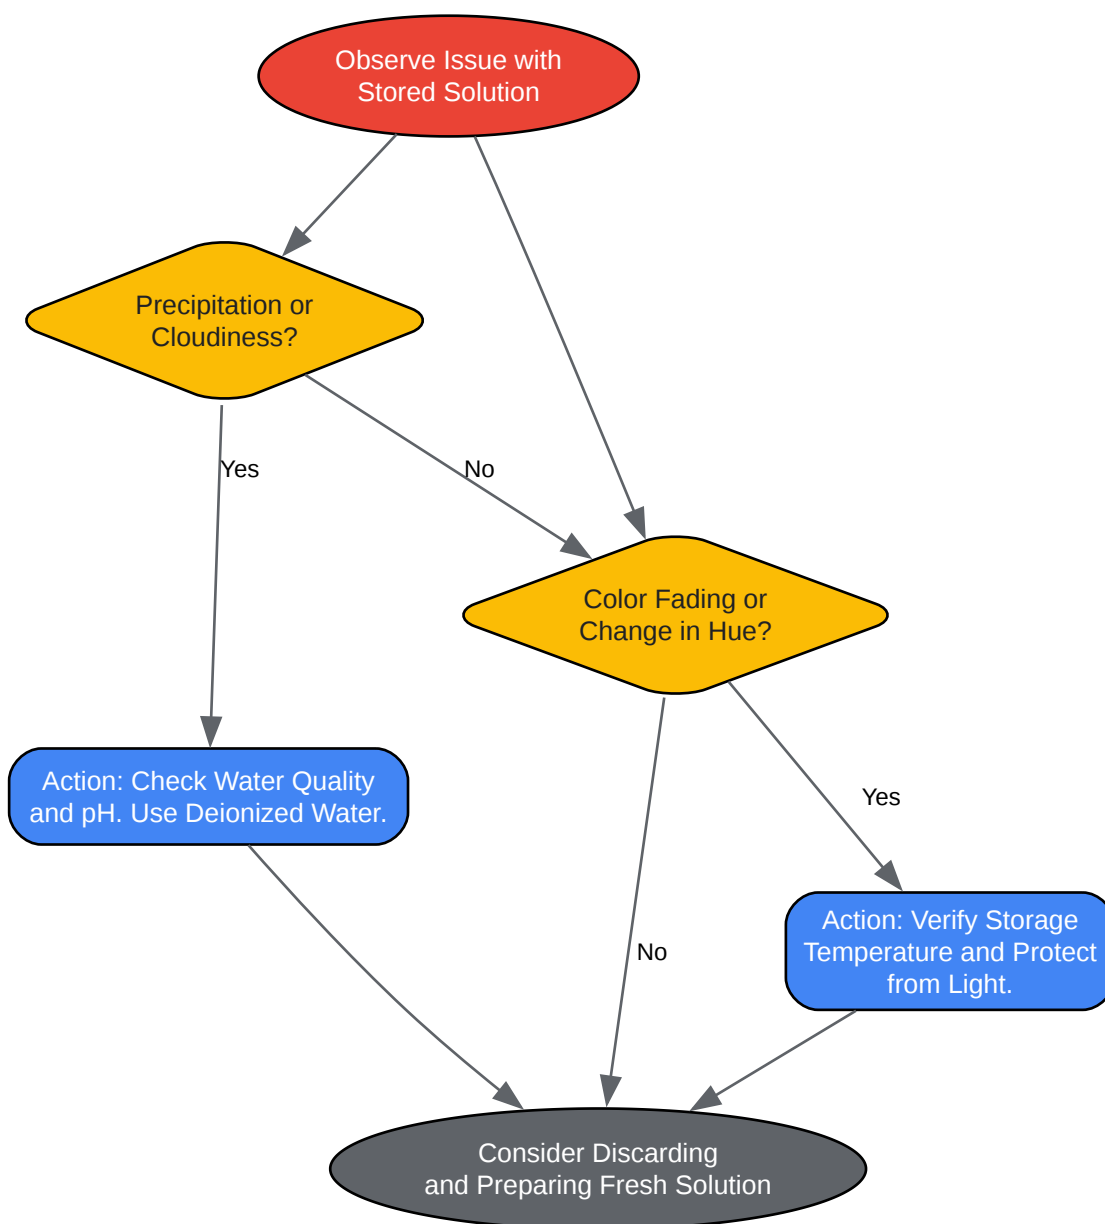 Observe Issue with
Stored Solution
Precipitation or
Cloudiness?
Yes
No
Color Fading or
Change in Hue?
Action: Check Water Quality
and pH. Use Deionized Water.
Yes
No
Action: Verify Storage
Temperature and Protect
from Light.
Consider Discarding
and Preparing Fresh Solution